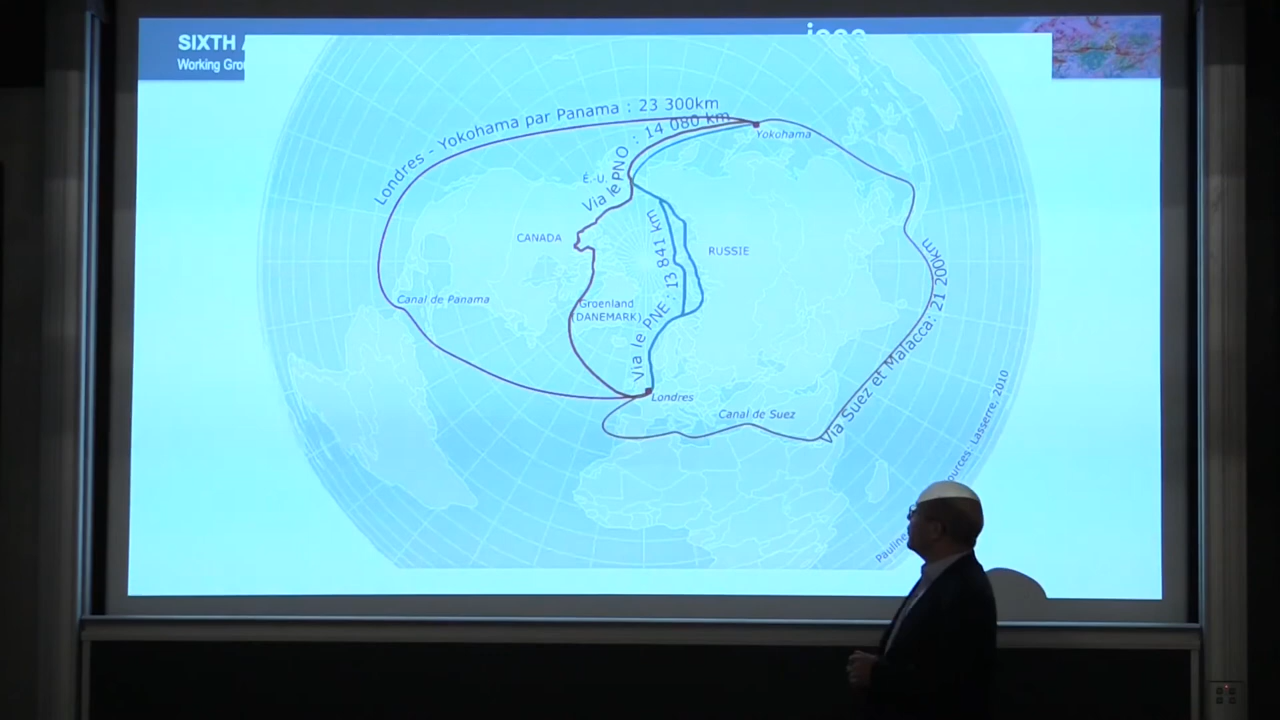 SIXTH
Working
Londres - Yokohama par Panama : 23 300km
Via le PNO : 14 080 km
Yokohama
É.-U.
CANADA
RUSSIE
Via le PNE : 13 841 km
Via Suez et Malacca: 21 200km
Canal de Panama
Groenland
(DANEMARK)
Londres
Canal de Suez
Pauline
Lasserre, 2010